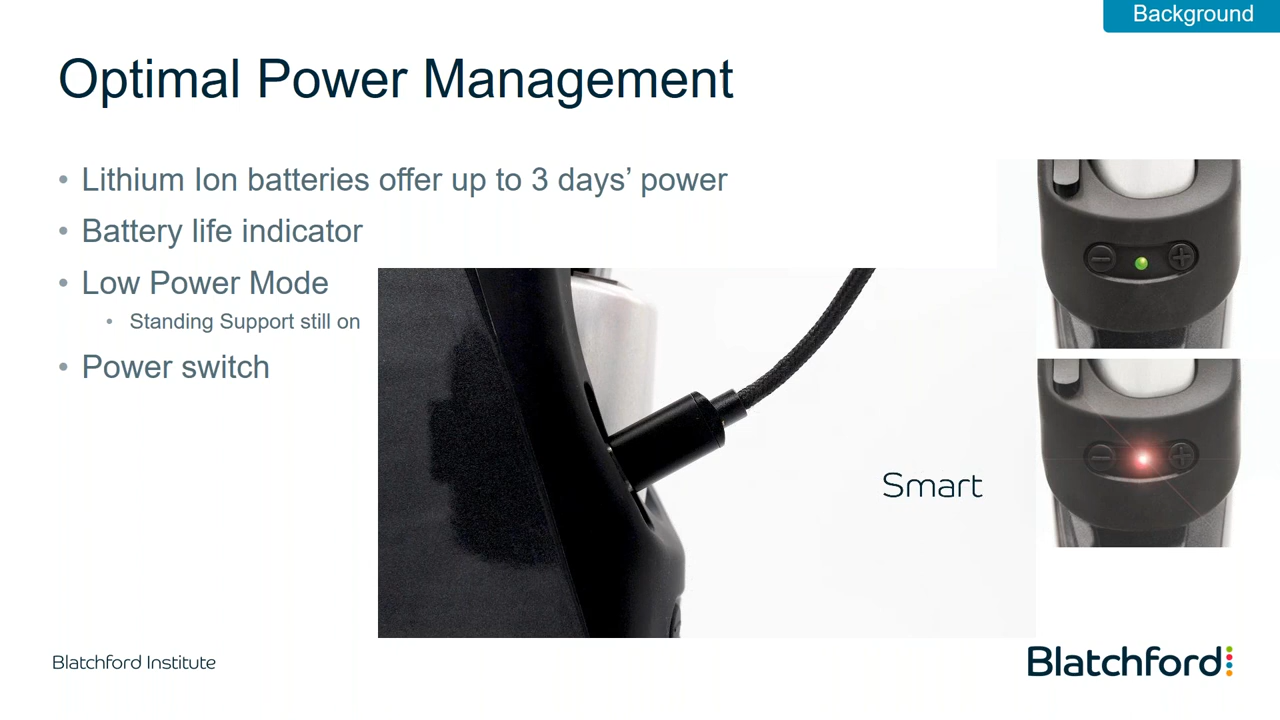 Background
Optimal Power Management
• Lithium Ion batteries offer up to 3 days’ power
• Battery life indicator
• Low Power Mode
• Standing Support still on
• Power switch
Smart
Blatchford Institute
Blatchford